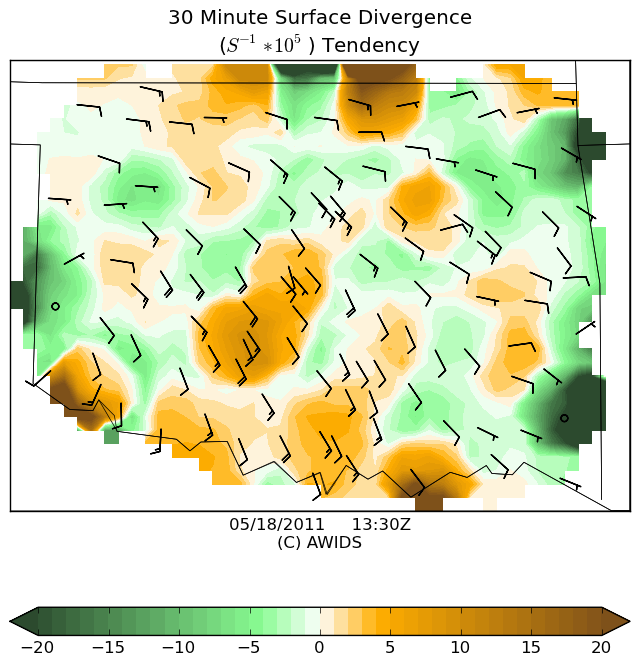 30 Minute Surface Divergence
(S⁻¹ *10⁵ ) Tendency
05/18/2011 13:30Z
(C) AWIDS
−20 −15 −10 −5 0 5 10 15 20